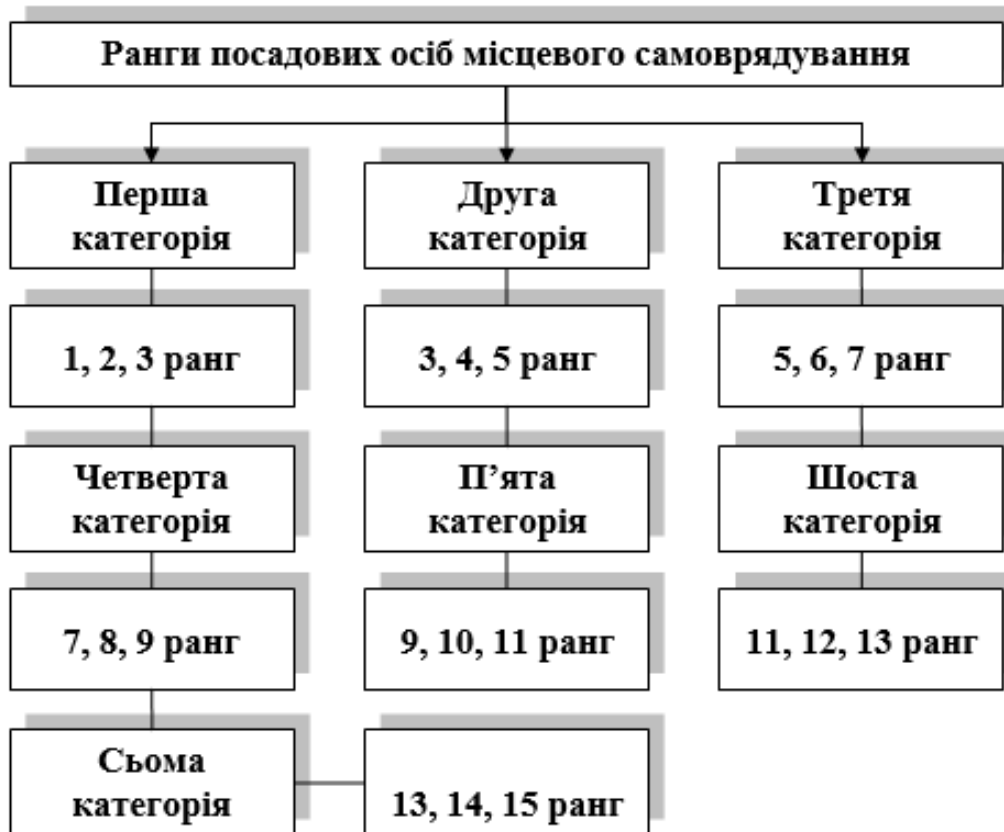 Ранги посадових осіб місцевого самоврядування
Перша
категорія
Друга
категорія
Третя
категорія
1, 2, 3 ранг
3, 4, 5 ранг
5, 6, 7 ранг
Четверта
категорія
П’ята
категорія
Шоста
категорія
7, 8, 9 ранг
9, 10, 11 ранг
11, 12, 13 ранг
Сьома
категорія
13, 14, 15 ранг